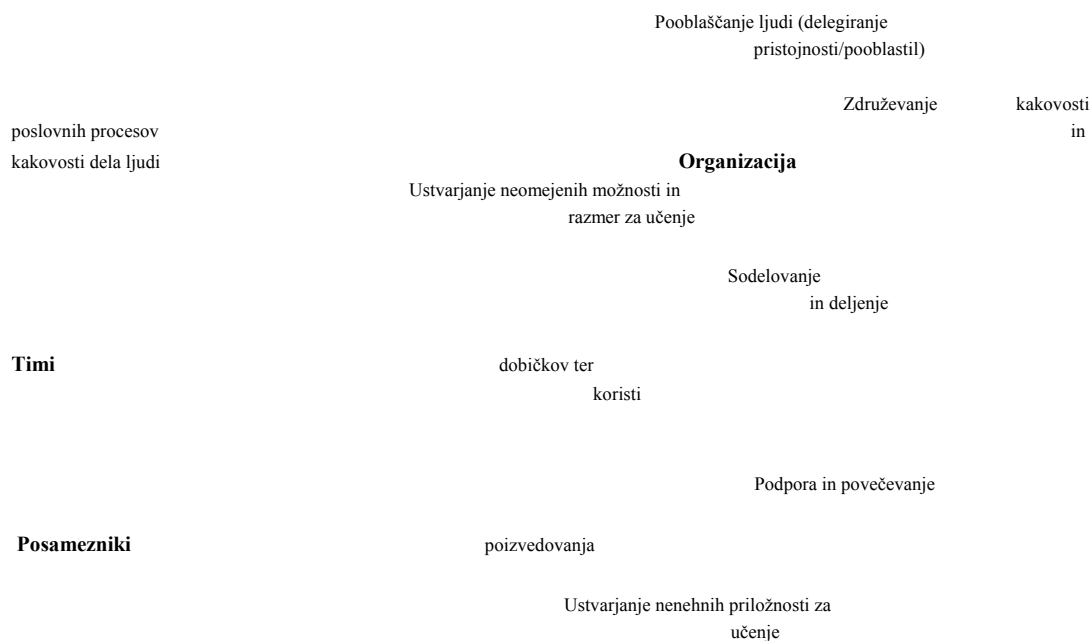 Pooblaščanje ljudi (delegiranje
pristojnosti/pooblastil)
Združevanje kakovosti
poslovnih procesov in
kakovosti dela ljudi Organizacija
Ustvarjanje neomejenih možnosti in
razmer za učenje
Sodelovanje
in deljenje
Timi dobičkov ter
koristi
Podpora in povečevanje
Posamezniki poizvedovanja
Ustvarjanje nenehnih priložnosti za
učenje